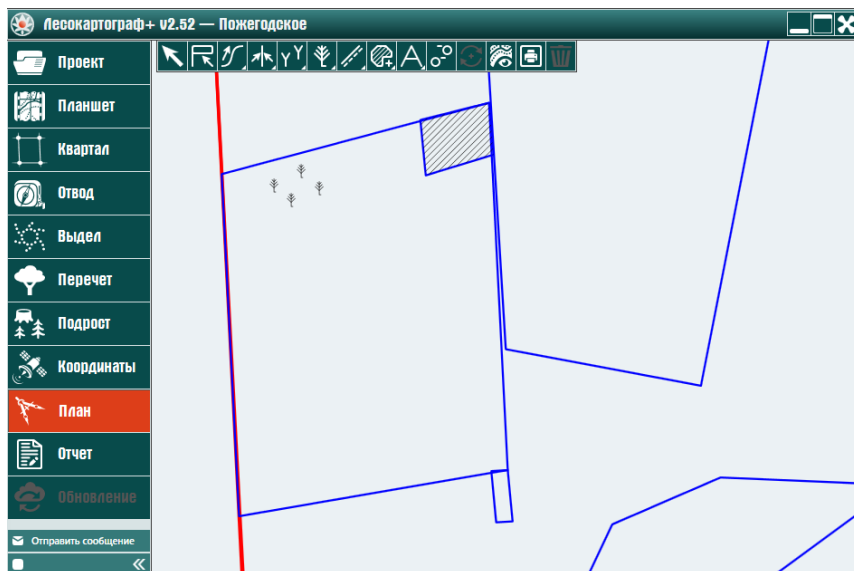 Лесокартограф+ v2.52 — Пожегодское
Проект
Планшет
Квартал
Отвод
Выдел
Перечет
Подрост
Координаты
План
Отчет
Обновление
Отправить сообщение